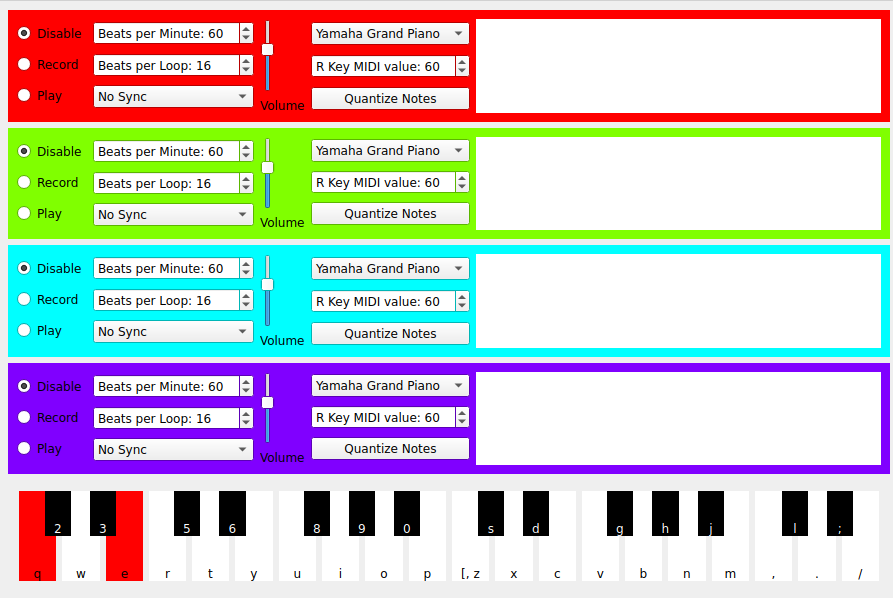 Disable Beats per Minute: 60 Yamaha Grand Piano
Record Beats per Loop: 16 R Key MIDI value: 60
Play No Sync Volume Quantize Notes
Disable Beats per Minute: 60 Yamaha Grand Piano
Record Beats per Loop: 16 R Key MIDI value: 60
Play No Sync Volume Quantize Notes
Disable Beats per Minute: 60 Yamaha Grand Piano
Record Beats per Loop: 16 R Key MIDI value: 60
Play No Sync Volume Quantize Notes
Disable Beats per Minute: 60 Yamaha Grand Piano
Record Beats per Loop: 16 R Key MIDI value: 60
Play No Sync Volume Quantize Notes
2 3 5 6 8 9 0 s d g h j l ;
q w e r t y u i o p [, z x c v b n m , . /